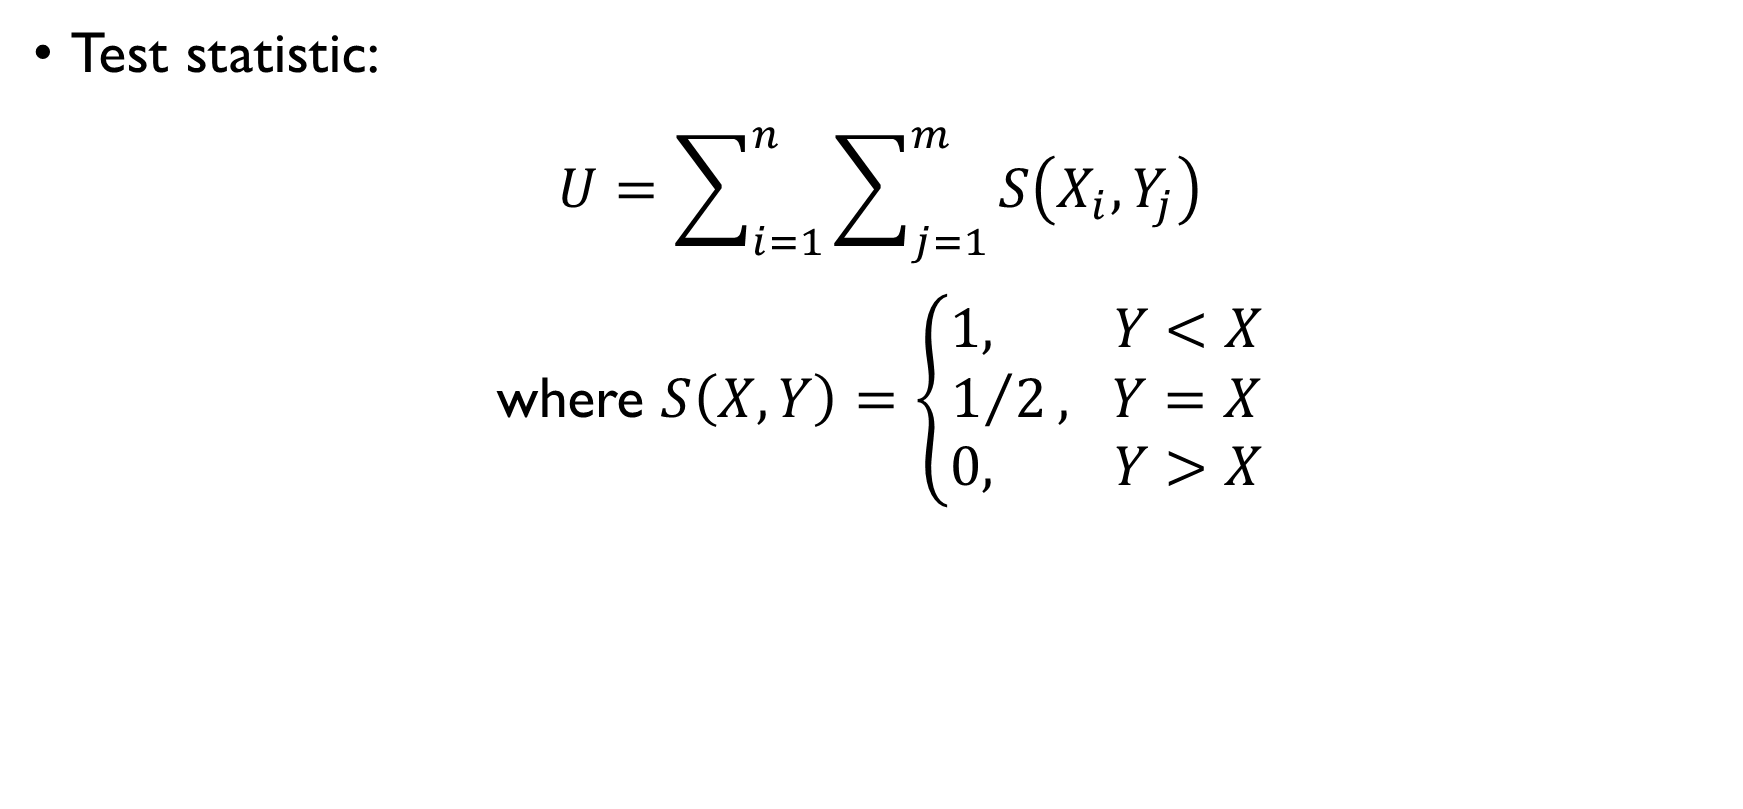 • Test statistic:
U = ∑_{i=1}^{n} ∑_{j=1}^{m} S(X_i, Y_j)
where S(X, Y) = { 1, Y < X
1/2 , Y = X
0, Y > X